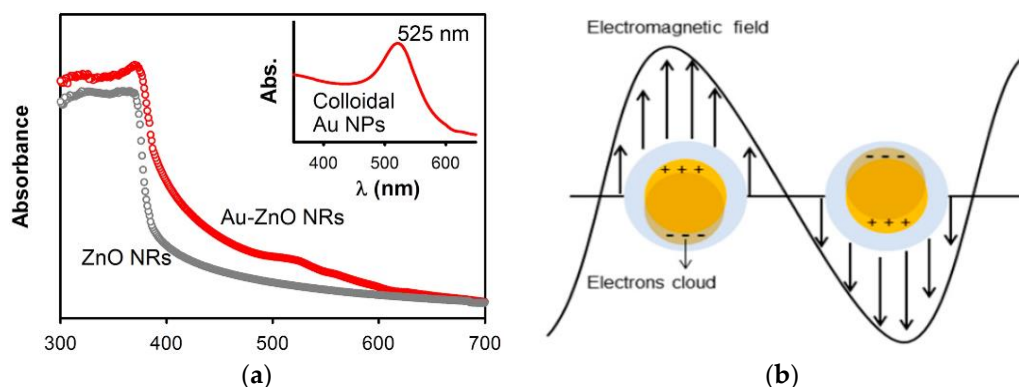 Absorbance
525 nm
Abs.
Colloidal
Au NPs
400 500 600
λ (nm)
Au-ZnO NRs
ZnO NRs
300 400 500 600 700
(a)
Electromagnetic field
+ + +
- - -
Electrons cloud
- - -
+ + +
(b)